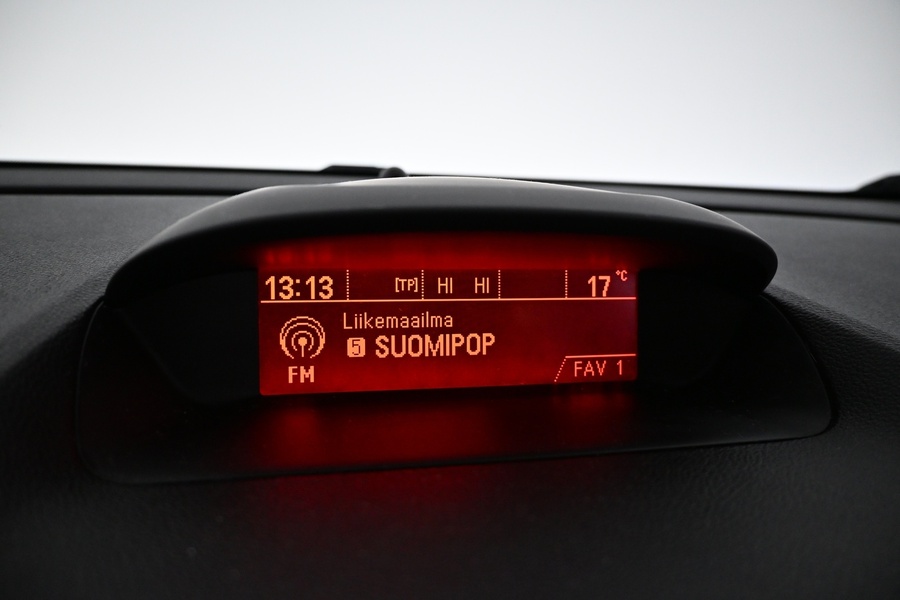 13:13 [TP] HI HI 17 °C
Liikemaailma
5 SUOMIPOP
FM
FAV 1